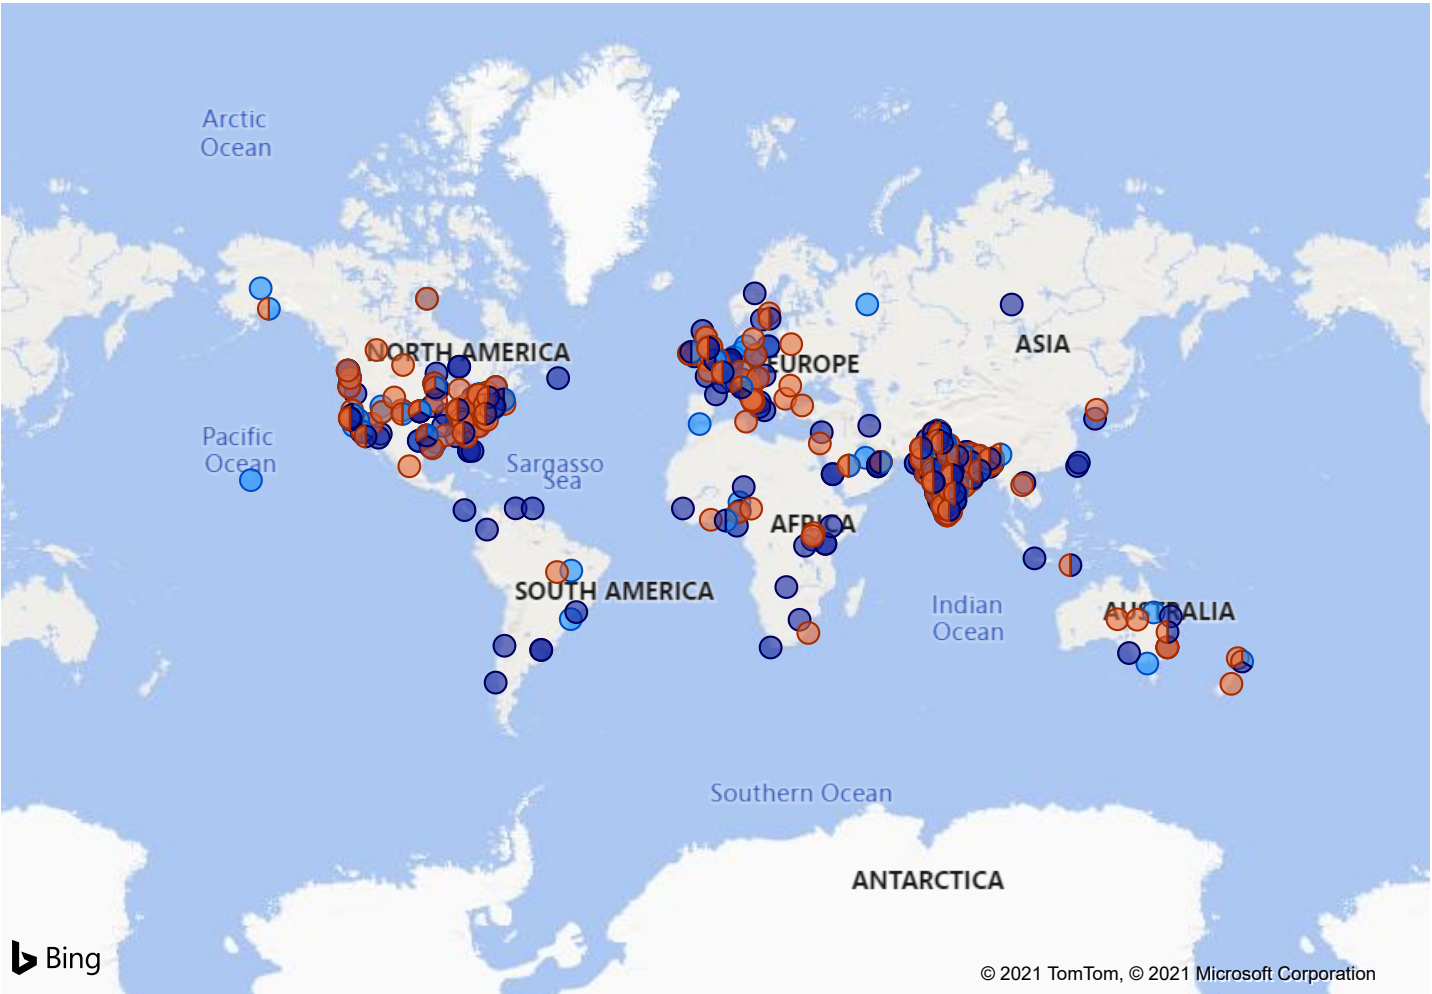 Arctic
Ocean
NORTH AMERICA
EUROPE
ASIA
Pacific
Ocean
Sargasso
Sea
AFRICA
SOUTH AMERICA
Indian
Ocean
AUSTRALIA
Southern Ocean
ANTARCTICA
Bing
© 2021 TomTom, © 2021 Microsoft Corporation